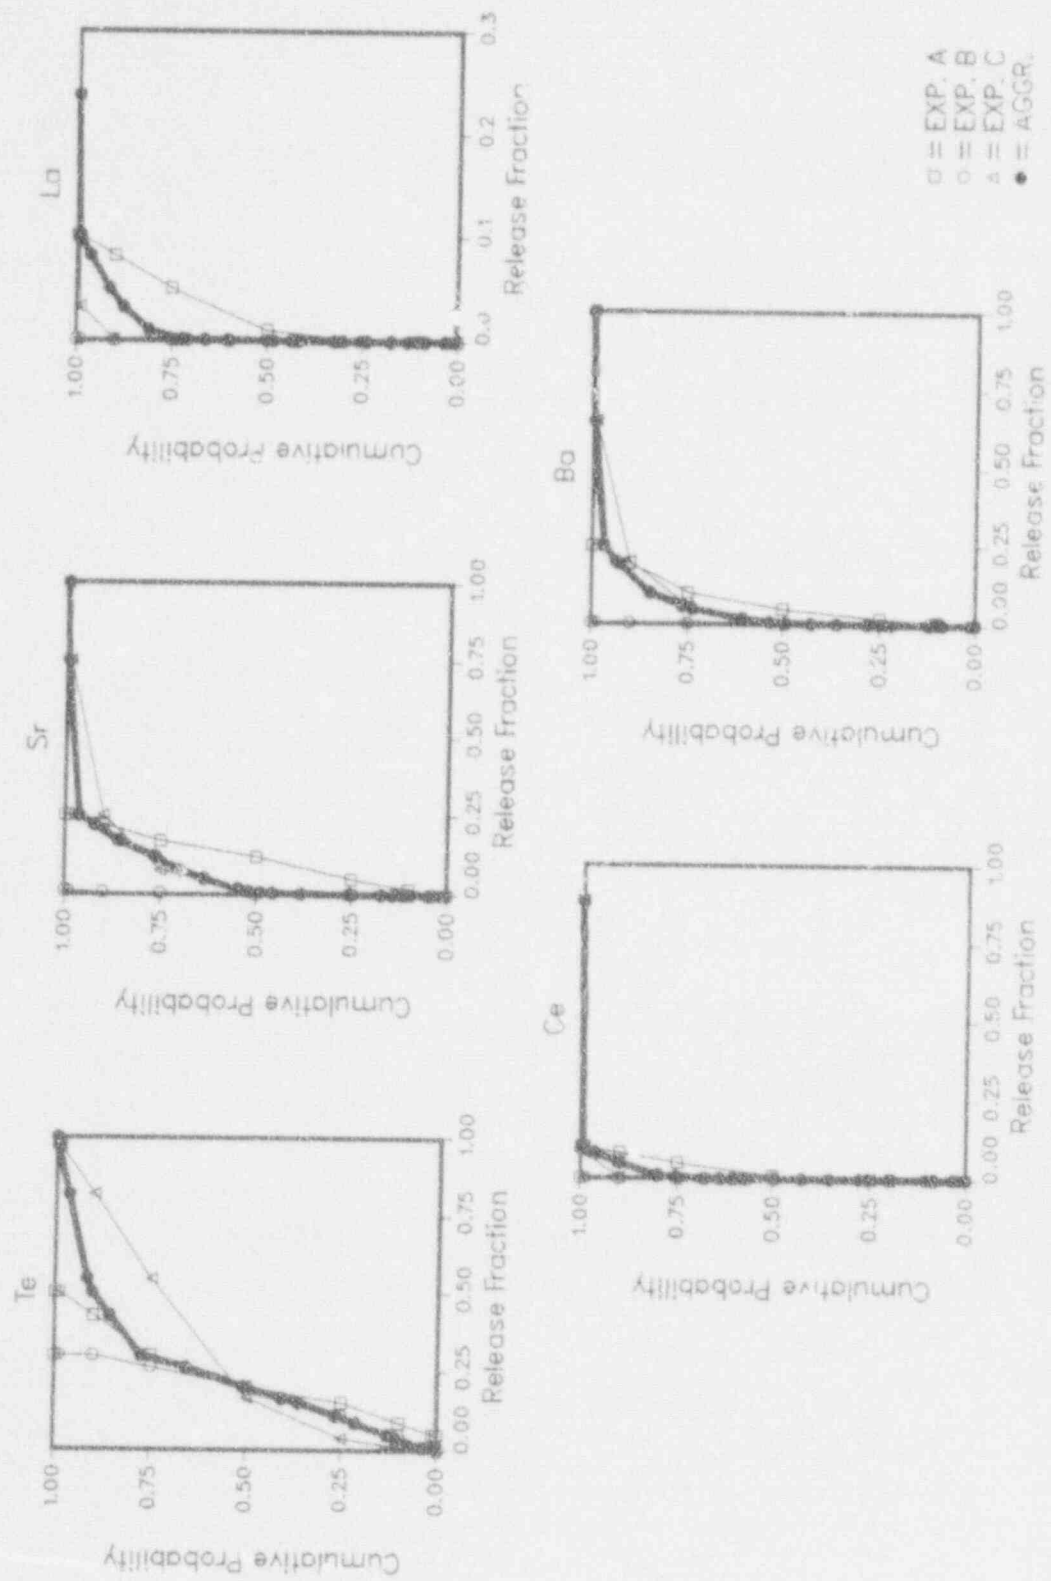 Te
Cumulative Probability
1.00
0.75
0.50
0.25
0.00
0.00 0.25 0.50 0.75 1.00
Release Fraction
Sr
Cumulative Probability
1.00
0.75
0.50
0.25
0.00
0.00 0.25 0.50 0.75 1.00
Release Fraction
La
Cumulative Probability
1.00
0.75
0.50
0.25
0.00
0.0 0.1 0.2 0.3
Release Fraction
Ce
Cumulative Probability
1.00
0.75
0.50
0.25
0.00
0.00 0.25 0.50 0.75 1.00
Release Fraction
Ba
Cumulative Probability
1.00
0.75
0.50
0.25
0.00
0.00 0.25 0.50 0.75 1.00
Release Fraction
□ = EXP. A
○ = EXP. B
△ = EXP. C
● = AGGR.